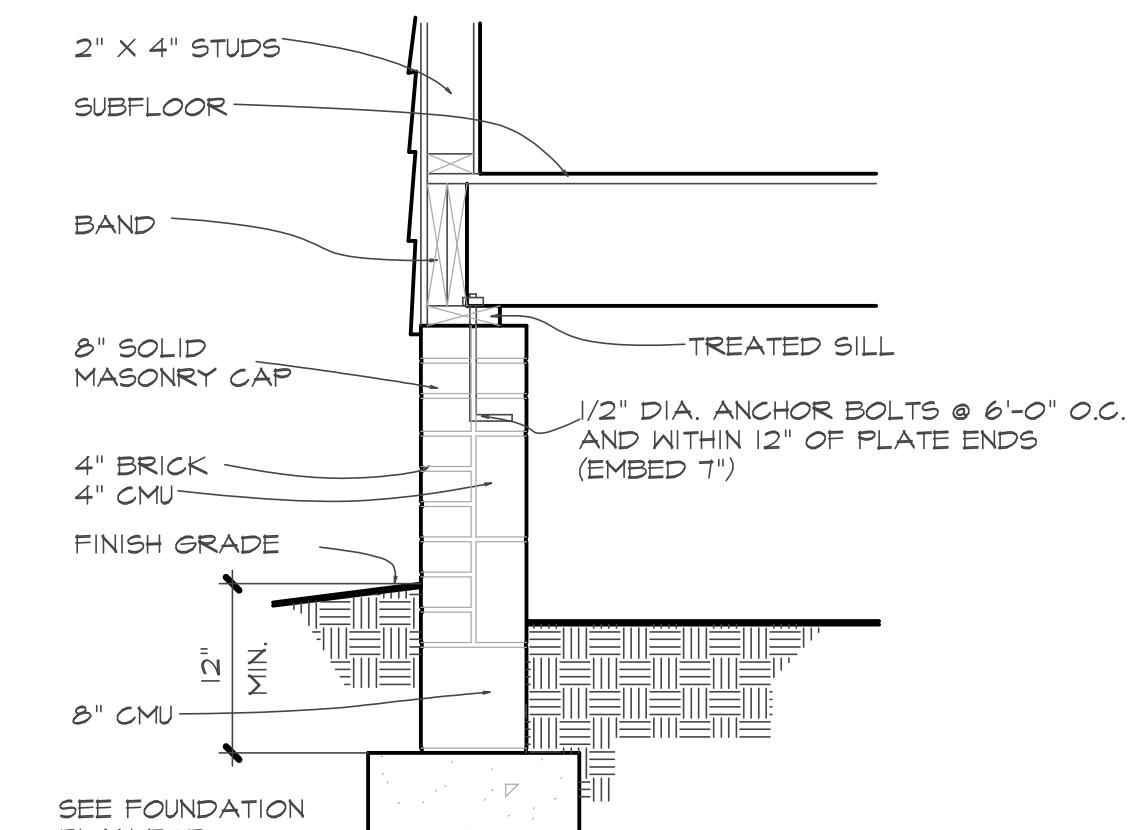 2" X 4" STUDS
SUBFLOOR
BAND
TREATED SILL
8" SOLID
MASONRY CAP
1/2" DIA. ANCHOR BOLTS @ 6'-0" O.C.
AND WITHIN 12" OF PLATE ENDS
(EMBED 7")
4" BRICK
4" CMU
FINISH GRADE
12"
MIN.
8" CMU
SEE FOUNDATION